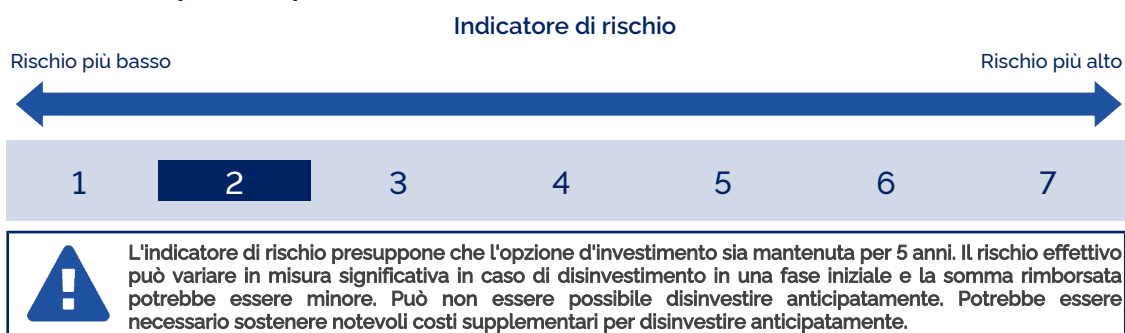 Indicatore di rischio
Rischio più basso Rischio più alto
1 2 3 4 5 6 7
L'indicatore di rischio presuppone che l'opzione d'investimento sia mantenuta per 5 anni. Il rischio effettivo
può variare in misura significativa in caso di disinvestimento in una fase iniziale e la somma rimborsata
potrebbe essere minore. Può non essere possibile disinvestire anticipatamente. Potrebbe essere
necessario sostenere notevoli costi supplementari per disinvestire anticipatamente.